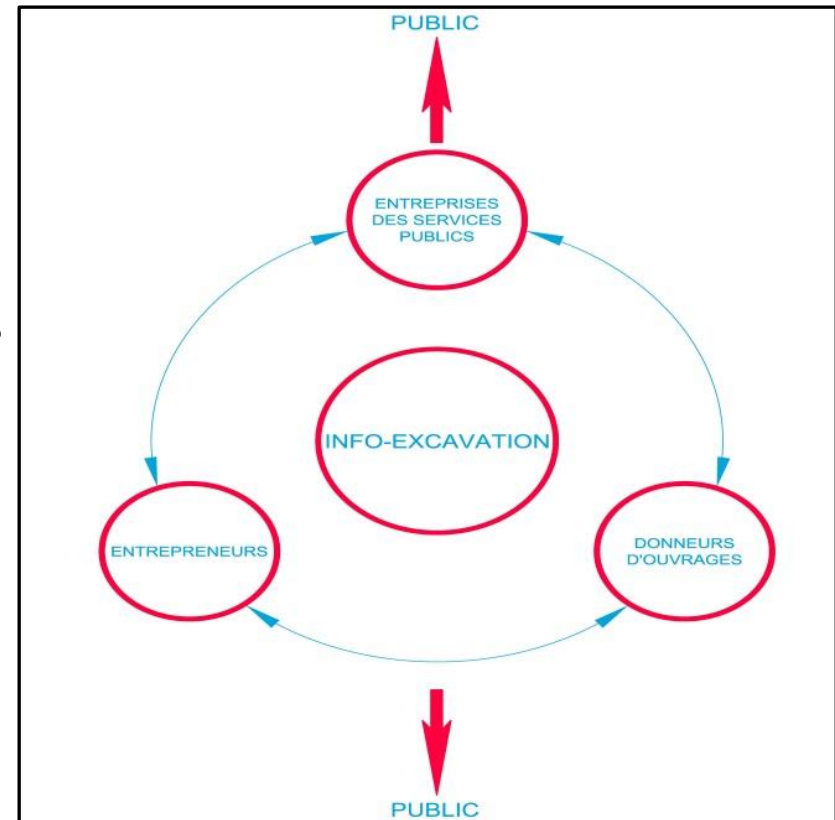 PUBLIC
ENTREPRISES
DES SERVICES
PUBLICS
INFO-EXCAVATION
ENTREPRENEURS
DONNEURS
D'OUVRAGES
PUBLIC